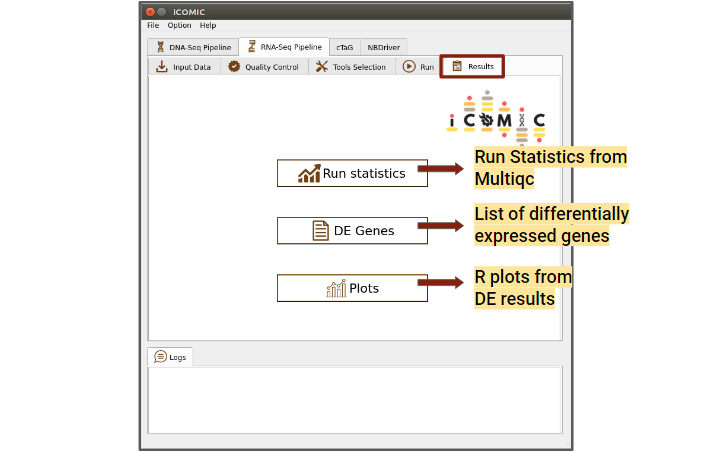 iCOMIC
File Option Help
DNA-Seq Pipeline RNA-Seq Pipeline cTaG NBDriver
Input Data Quality Control Tools Selection Run Results
iCOMIC
Run statistics
Run Statistics from
Multiqc
DE Genes
List of differentially
expressed genes
Plots
R plots from
DE results
Logs